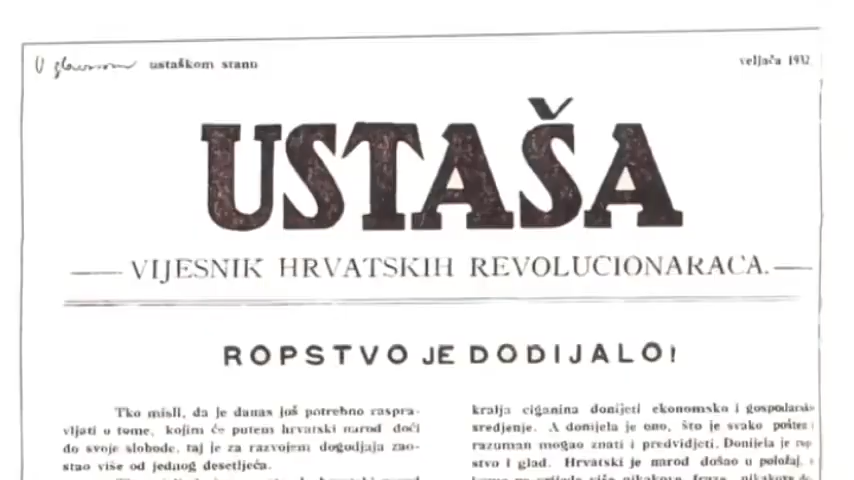 U glavnom ustaškom stanu
veljača 1932
USTAŠA
VIJESNIK HRVATSKIH REVOLUCIONARACA.
ROPSTVO JE DODIJALO!
Tko misli, da je danas još potrebno raspra-
vljati o tome, kojim će putem hrvatski narod doći
do svoje slobode, taj je za razvojem dogodjaja zao-
stao više od jednog desetljeća.
kralja ciganina donijeti ekonomsko i gospodarsko
sredjenje. A donijela je ono, što je svako pošten i
razuman mogao znati i predvidjeti. Donijela je rop
stvo i glad. Hrvatski je narod došao u položaj,